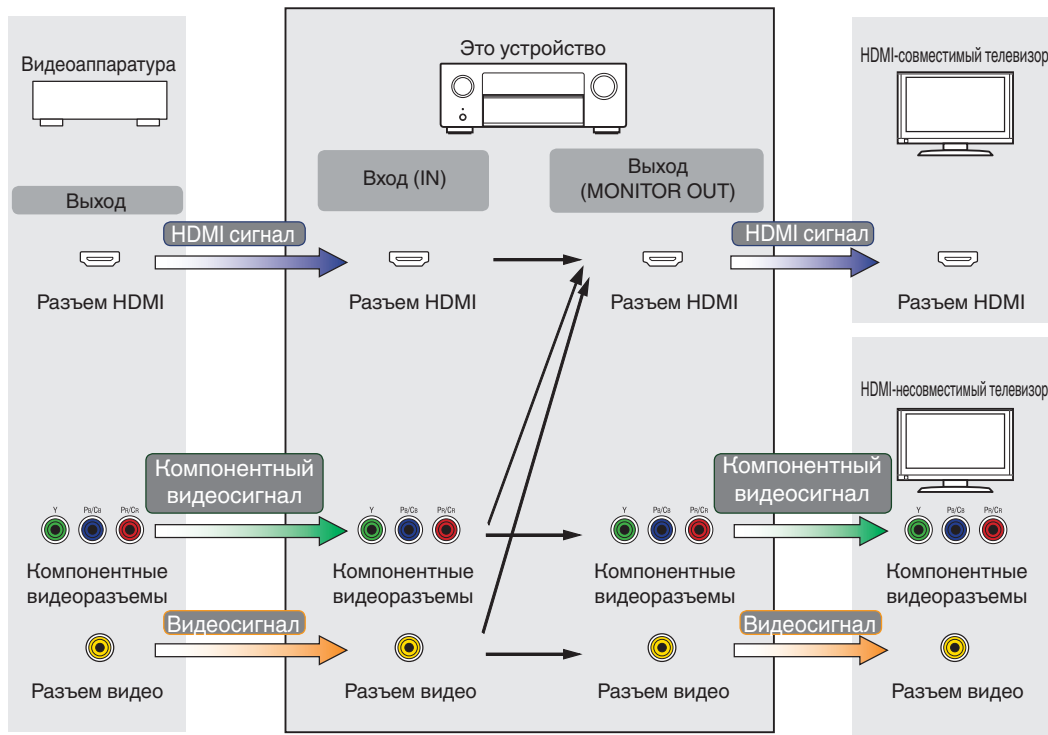 Видеоаппаратура
Это устройство
HDMI-совместимый телевизор
Выход
Вход (IN)
Выход
(MONITOR OUT)
HDMI сигнал
HDMI сигнал
Разъем HDMI
Разъем HDMI
Разъем HDMI
Разъем HDMI
HDMI-несовместимый телевизор
Компонентный
видеосигнал
Компонентный
видеосигнал
Y PB/CB PR/CR
Y PB/CB PR/CR
Y PB/CB PR/CR
Y PB/CB PR/CR
Компонентные
видеоразъемы
Компонентные
видеоразъемы
Компонентные
видеоразъемы
Компонентные
видеоразъемы
Видеосигнал
Видеосигнал
Разъем видео
Разъем видео
Разъем видео
Разъем видео